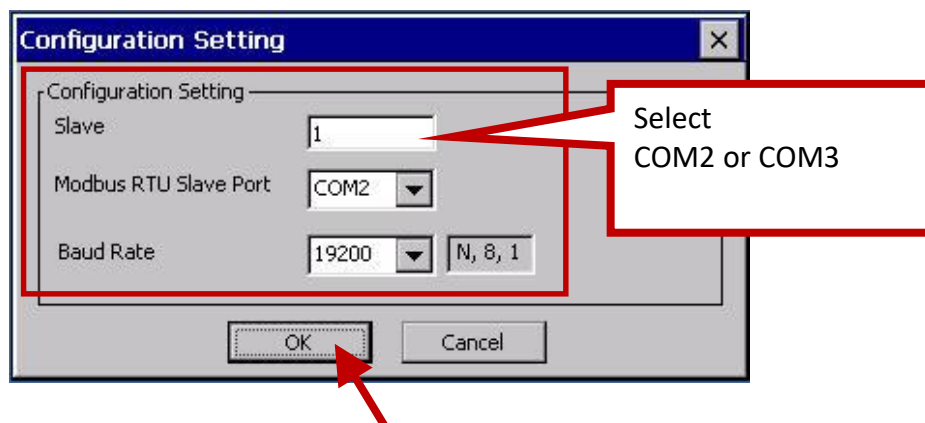 Configuration Setting
Configuration Setting
Slave
1
Select
COM2 or COM3
Modbus RTU Slave Port
COM2
Baud Rate
19200
N, 8, 1
OK
Cancel